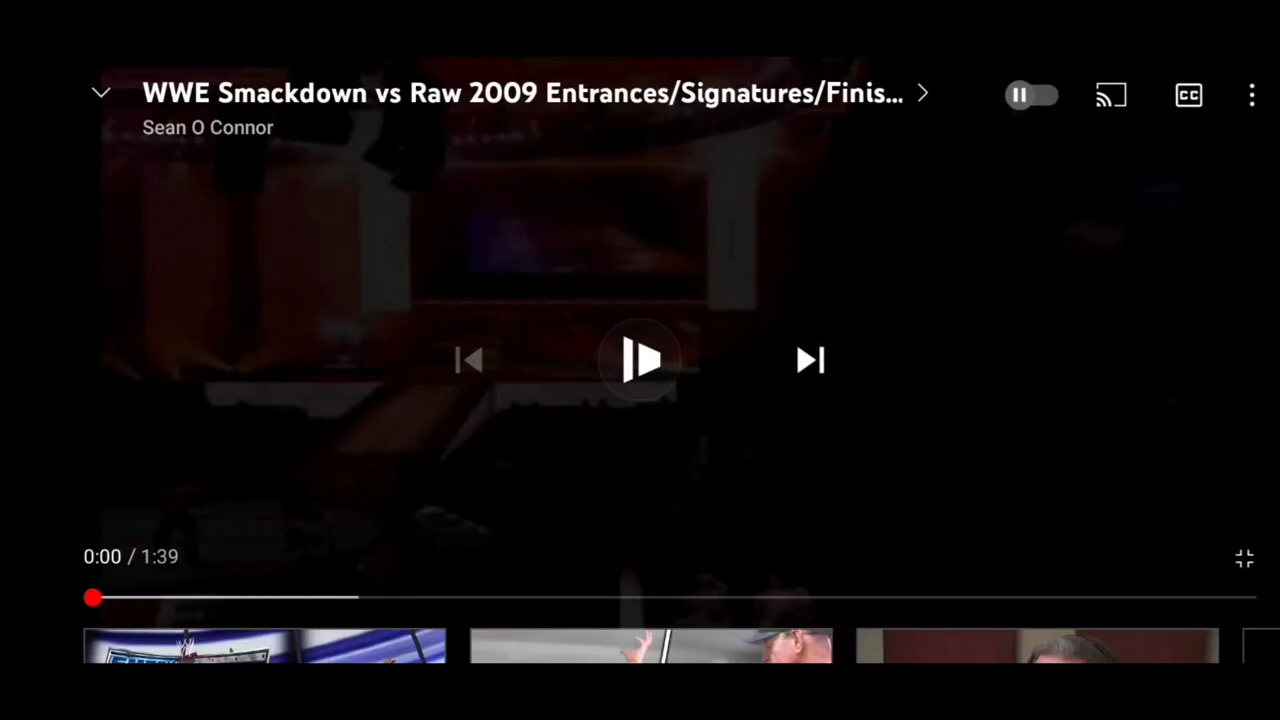 WWE Smackdown vs Raw 2009 Entrances/Signatures/Finis...
CC
Sean O Connor
0:00 / 1:39